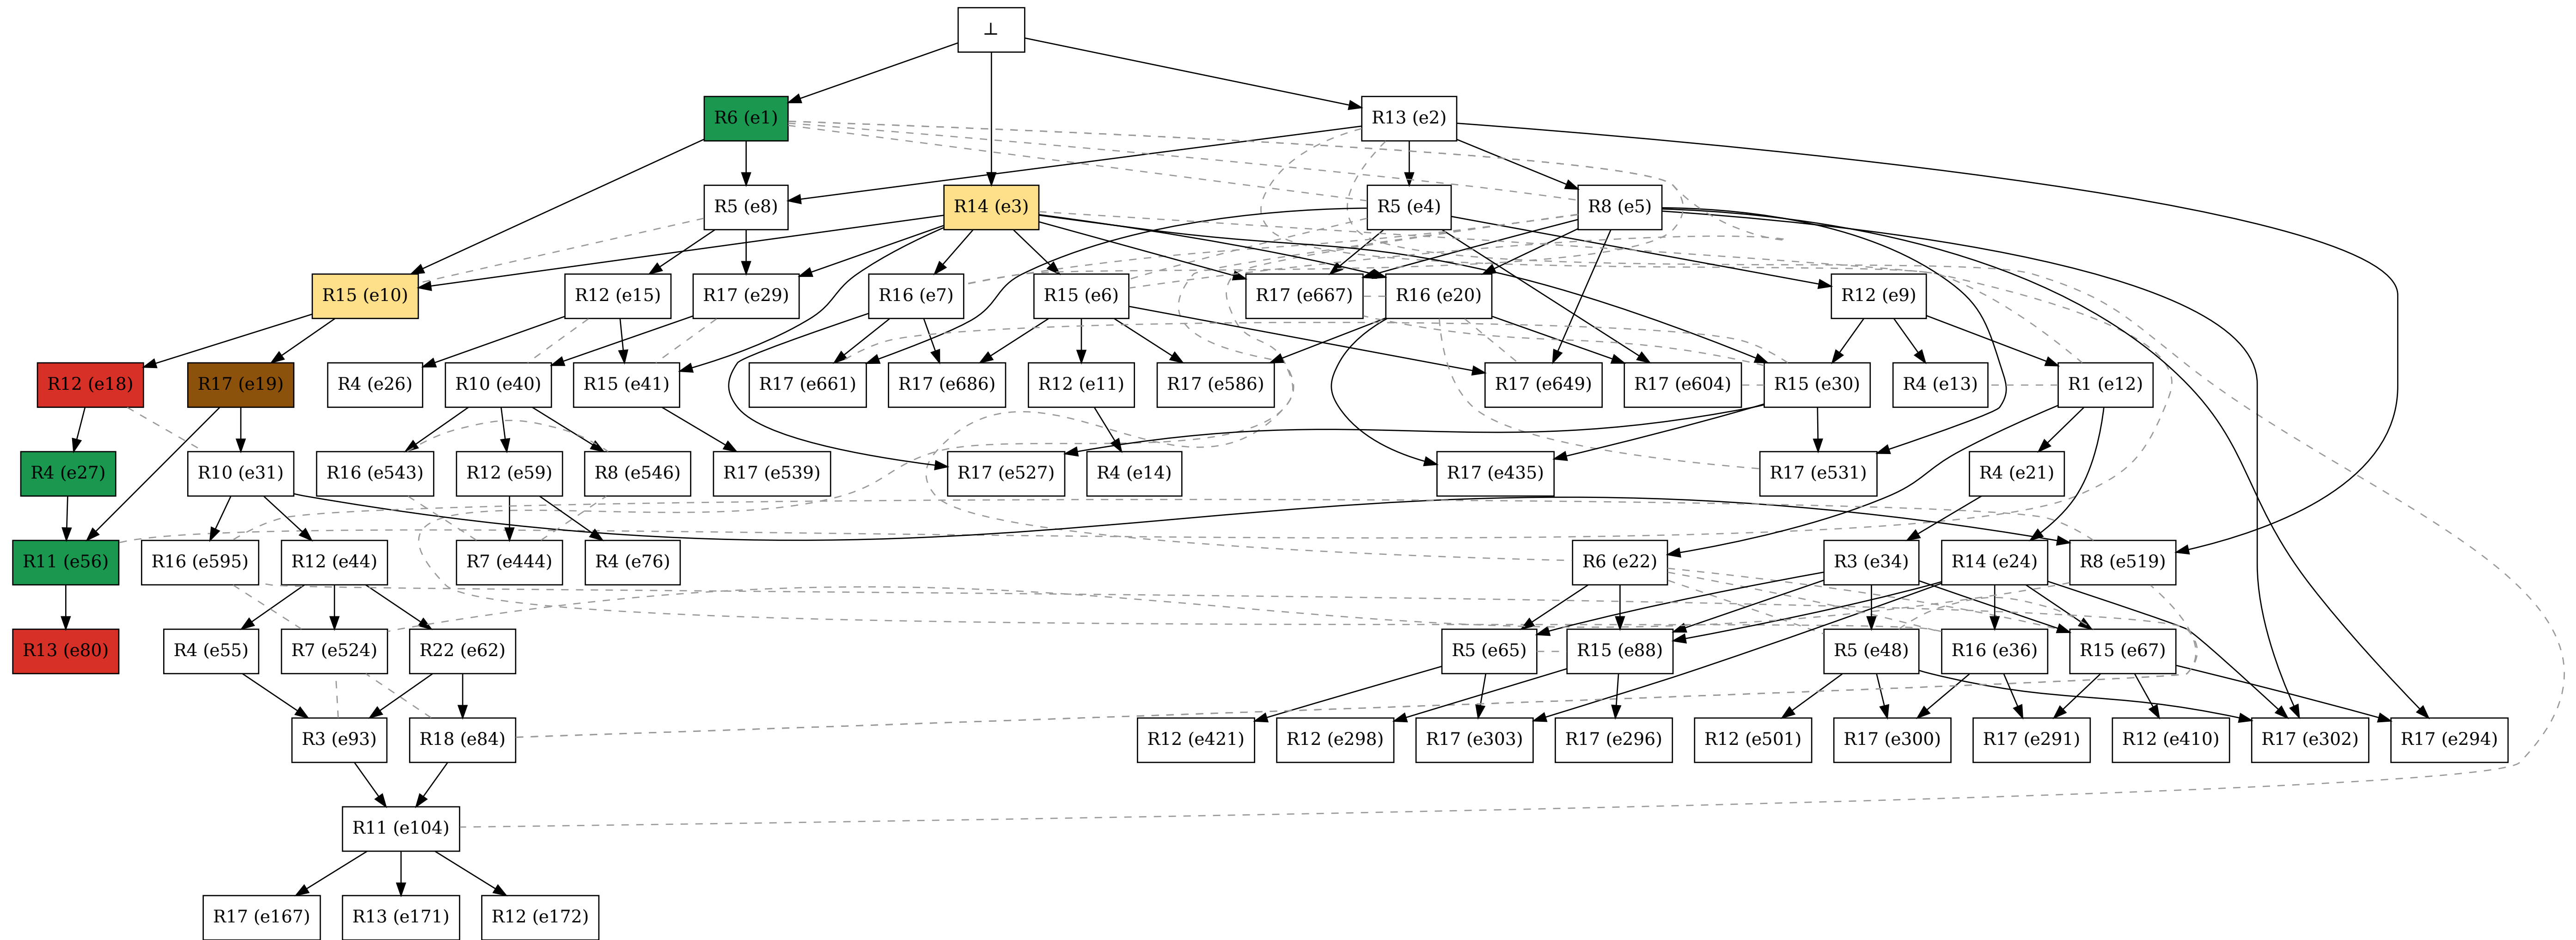 ⊥
R6 (e1)
R13 (e2)
R5 (e8)
R14 (e3)
R5 (e4)
R8 (e5)
R15 (e10)
R12 (e15)
R17 (e29)
R16 (e7)
R15 (e6)
R17 (e667)
R16 (e20)
R12 (e9)
R12 (e18)
R17 (e19)
R4 (e26)
R10 (e40)
R15 (e41)
R17 (e661)
R17 (e686)
R12 (e11)
R17 (e586)
R17 (e649)
R17 (e604)
R15 (e30)
R4 (e13)
R1 (e12)
R4 (e27)
R10 (e31)
R16 (e543)
R12 (e59)
R8 (e546)
R17 (e539)
R17 (e527)
R4 (e14)
R17 (e435)
R17 (e531)
R4 (e21)
R11 (e56)
R16 (e595)
R12 (e44)
R7 (e444)
R4 (e76)
R6 (e22)
R3 (e34)
R14 (e24)
R8 (e519)
R13 (e80)
R4 (e55)
R7 (e524)
R22 (e62)
R5 (e65)
R15 (e88)
R5 (e48)
R16 (e36)
R15 (e67)
R3 (e93)
R18 (e84)
R12 (e421)
R12 (e298)
R17 (e303)
R17 (e296)
R12 (e501)
R17 (e300)
R17 (e291)
R12 (e410)
R17 (e302)
R17 (e294)
R11 (e104)
R17 (e167)
R13 (e171)
R12 (e172)